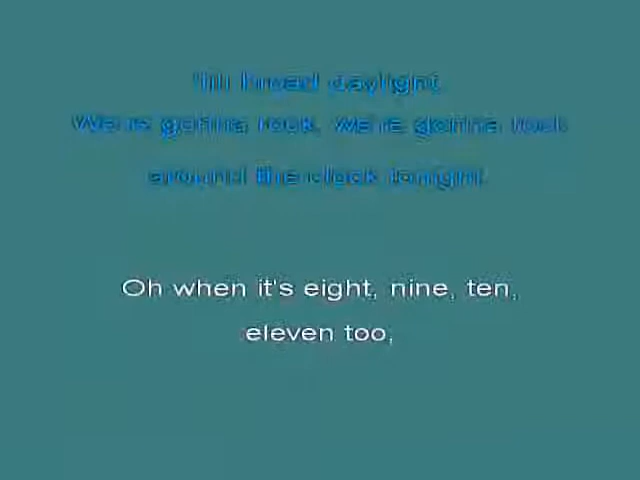 'till broad daylight.
We're gonna rock, we're gonna rock
around the clock tonight.
Oh when it's eight, nine, ten,
eleven too,